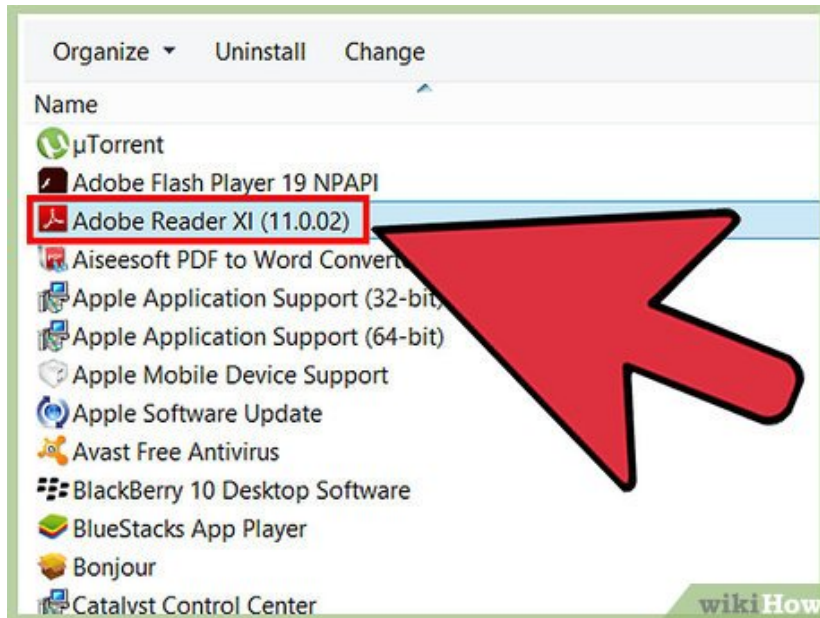 Organize Uninstall Change
Name
µTorrent
Adobe Flash Player 19 NPAPI
Adobe Reader XI (11.0.02)
Aiseesoft PDF to Word
Apple Application Support (32-bit)
Apple Application Support (64-bit)
Apple Mobile Device Support
Apple Software Update
Avast Free Antivirus
BlackBerry 10 Desktop Software
BlueStacks App Player
Bonjour
Catalyst Control Center
wikiHow